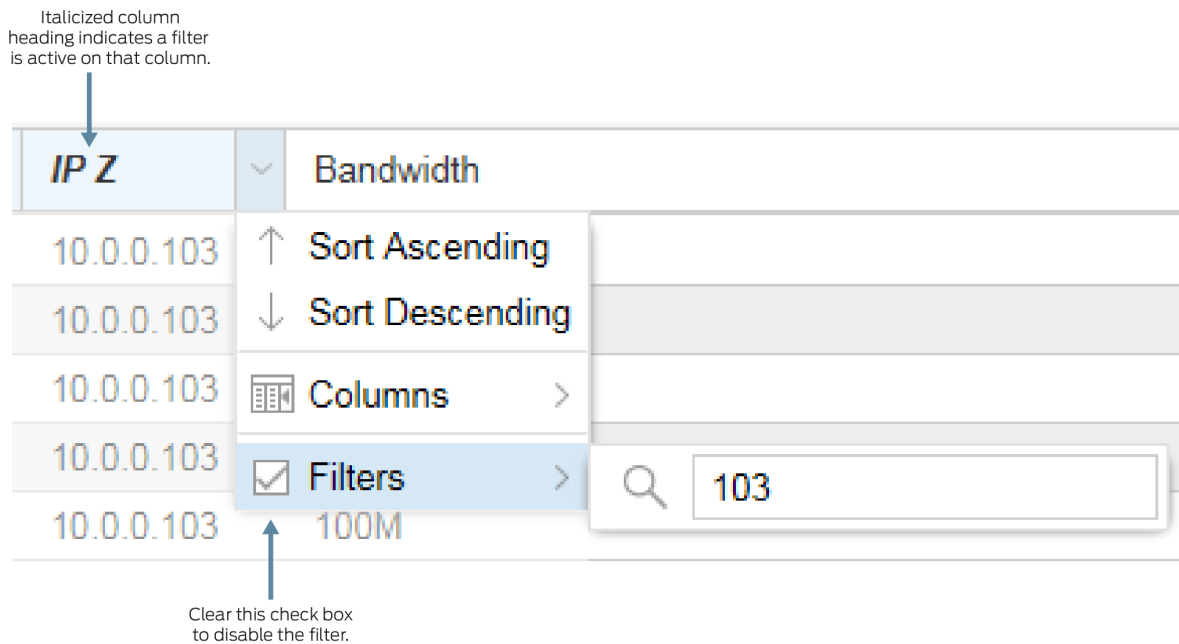 Italicized column
heading indicates a filter
is active on that column.
IP Z
Bandwidth
10.0.0.103
Sort Ascending
10.0.0.103
Sort Descending
10.0.0.103
Columns
10.0.0.103
Filters
103
10.0.0.103
100M
Clear this check box
to disable the filter.